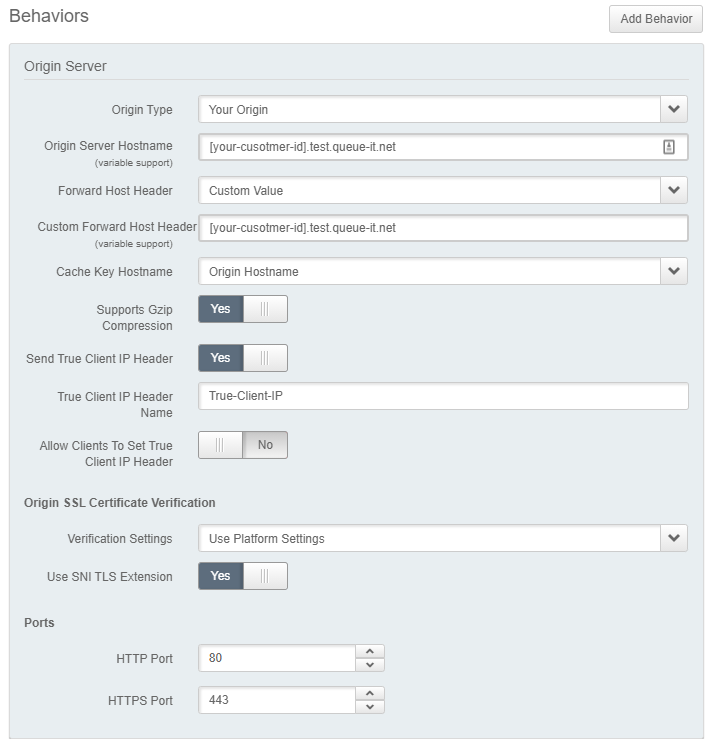 Behaviors
Add Behavior
Origin Server
Origin Type
Your Origin
Origin Server Hostname
(variable support)
[your-cusotmer-id].test.queue-it.net
Forward Host Header
Custom Value
Custom Forward Host Header
(variable support)
[your-cusotmer-id].test.queue-it.net
Cache Key Hostname
Origin Hostname
Supports Gzip
Compression
Yes
Send True Client IP Header
Yes
True Client IP Header
Name
True-Client-IP
Allow Clients To Set True
Client IP Header
No
Origin SSL Certificate Verification
Verification Settings
Use Platform Settings
Use SNI TLS Extension
Yes
Ports
HTTP Port
80
HTTPS Port
443